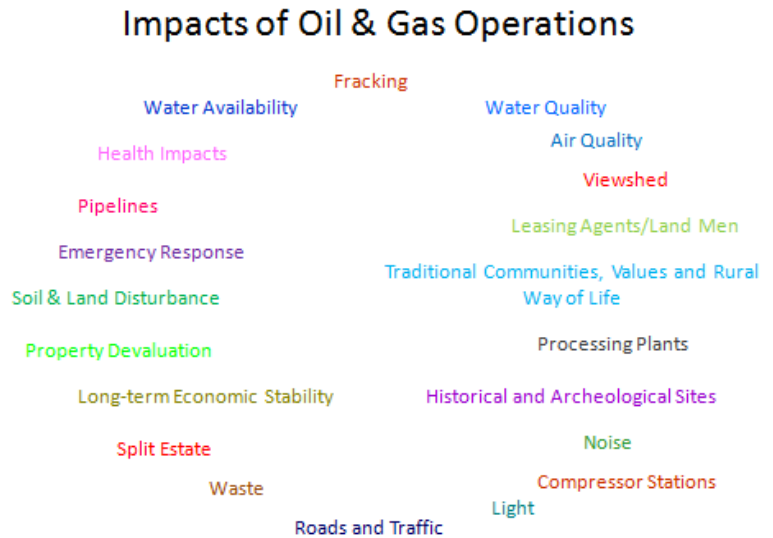 Impacts of Oil & Gas Operations
Fracking
Water Availability
Water Quality
Air Quality
Health Impacts
Viewshed
Pipelines
Leasing Agents/Land Men
Emergency Response
Traditional Communities, Values and Rural
Way of Life
Soil & Land Disturbance
Processing Plants
Property Devaluation
Long-term Economic Stability
Historical and Archeological Sites
Noise
Split Estate
Compressor Stations
Waste
Light
Roads and Traffic